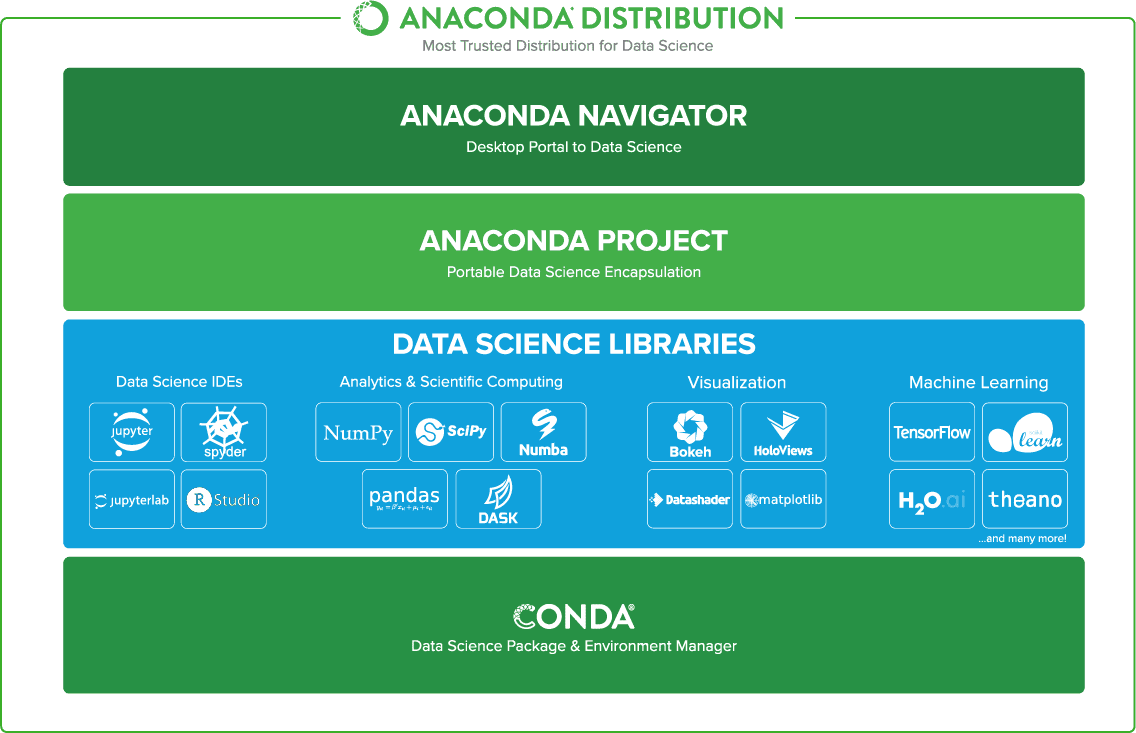 ANACONDA DISTRIBUTION
Most Trusted Distribution for Data Science
ANACONDA NAVIGATOR
Desktop Portal to Data Science
ANACONDA PROJECT
Portable Data Science Encapsulation
DATA SCIENCE LIBRARIES
Data Science IDEs
jupyter
spyder
jupyterlab
R Studio
Analytics & Scientific Computing
NumPy
SciPy
Numba
pandas
DASK
Visualization
Bokeh
HoloViews
Datashader
matplotlib
Machine Learning
TensorFlow
learn
H2O.ai
theano
...and many more!
CONDA®
Data Science Package & Environment Manager